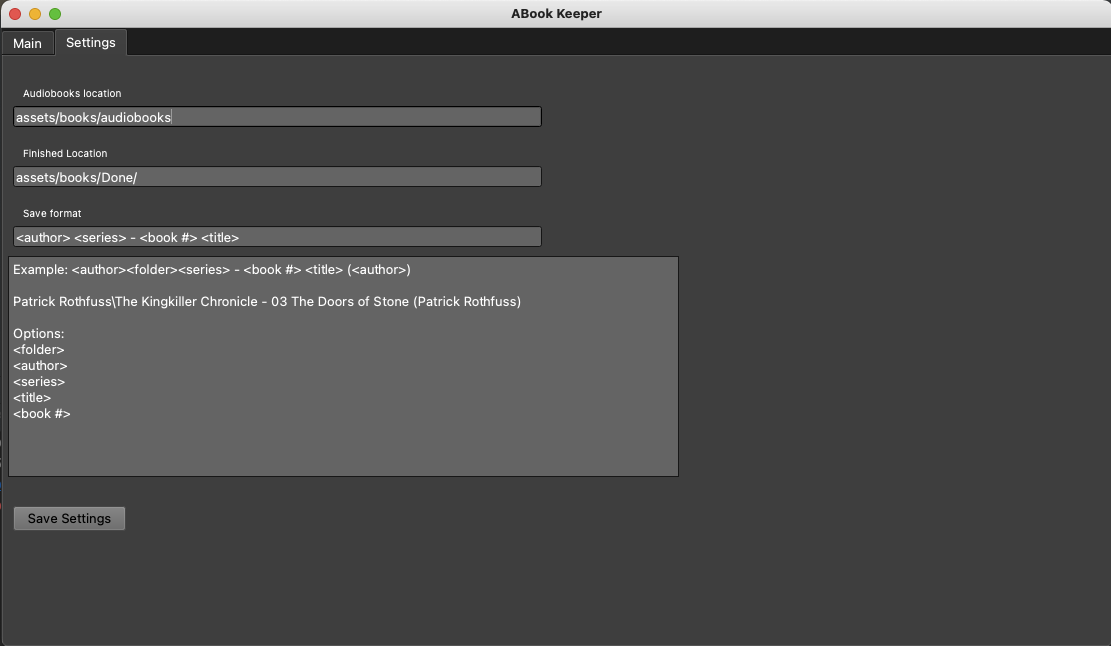 ABook Keeper
Main
Settings
Audiobooks location
assets/books/audiobooks
Finished Location
assets/books/Done/
Save format
<author> <series> - <book #> <title>
Example: <author><folder><series> - <book #> <title> (<author>)
Patrick Rothfuss\The Kingkiller Chronicle - 03 The Doors of Stone (Patrick Rothfuss)
Options:
<folder>
<author>
<series>
<title>
<book #>
Save Settings